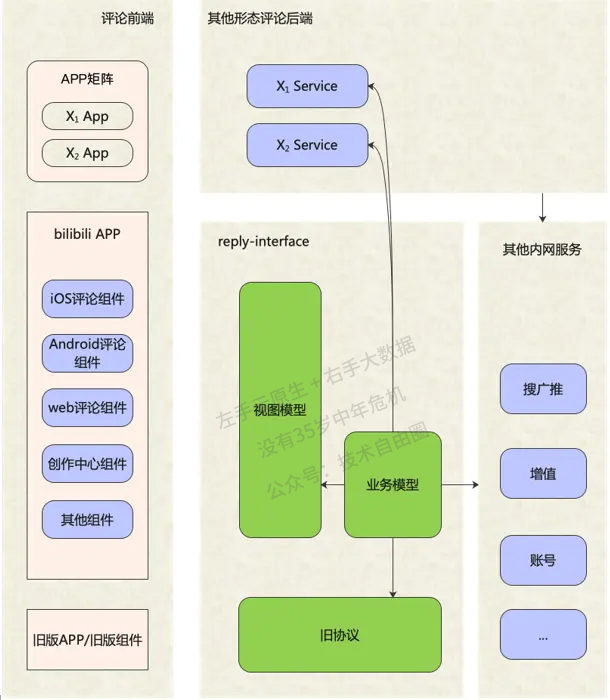 评论前端
APP矩阵
X₁ App
X₂ App
bilibili APP
iOS评论组件
Android评论
组件
web评论组件
创作中心组件
其他组件
旧版APP/旧版组件
其他形态评论后端
X₁ Service
X₂ Service
reply-interface
视图模型
业务模型
旧协议
其他内网服务
搜广推
增值
账号
...
左手云原生 + 右手大数据
没有35岁中年危机
公众号：技术自由圈